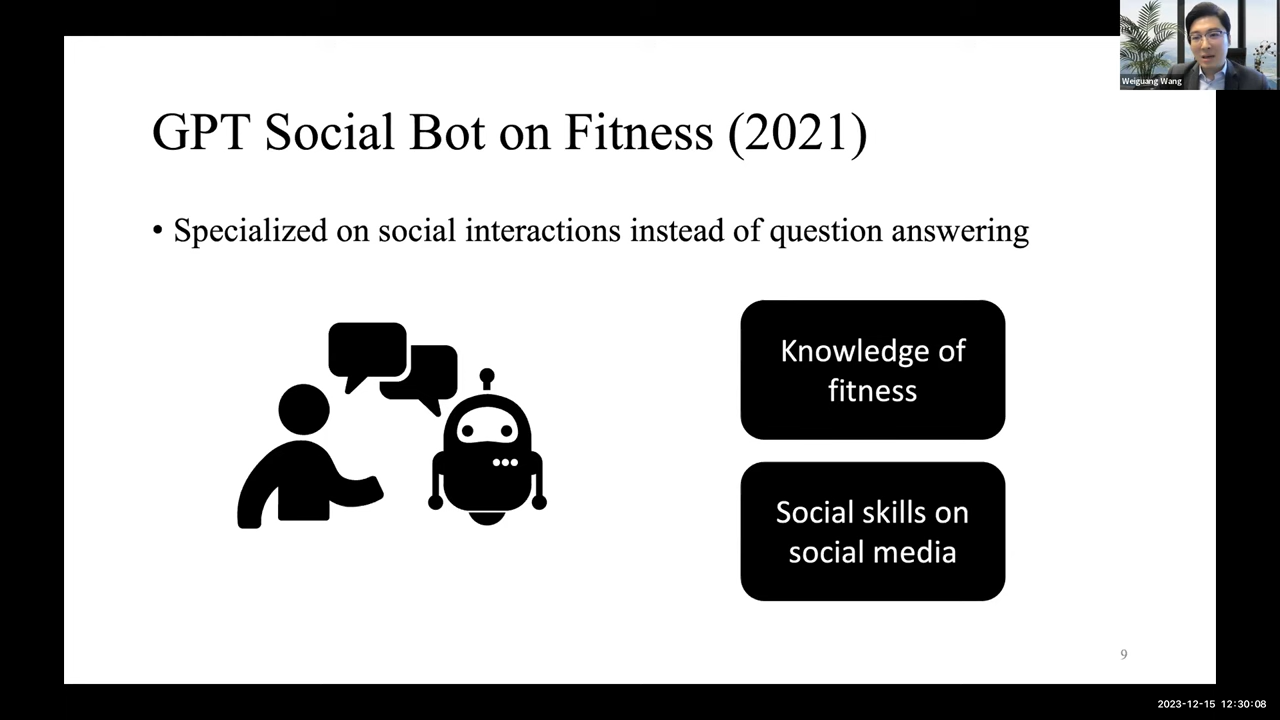 Weiguang Wang
GPT Social Bot on Fitness (2021)
• Specialized on social interactions instead of question answering
Knowledge of
fitness
Social skills on
social media
9
2023-12-15 12:30:08